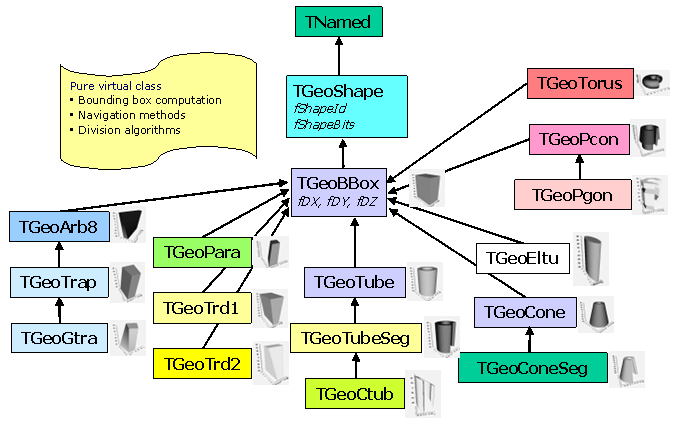 TNamed
Pure virtual class
• Bounding box computation
• Navigation methods
• Division algorithms
TGeoShape
fShapeId
fShapeBits
TGeoTorus
TGeoPcon
TGeoPgon
TGeoBBox
fDX, fDY, fDZ
TGeoArb8
TGeoPara
TGeoEltu
TGeoTrap
TGeoTube
TGeoTrd1
TGeoCone
TGeoGtra
TGeoTubeSeg
TGeoTrd2
TGeoConeSeg
TGeoCtub